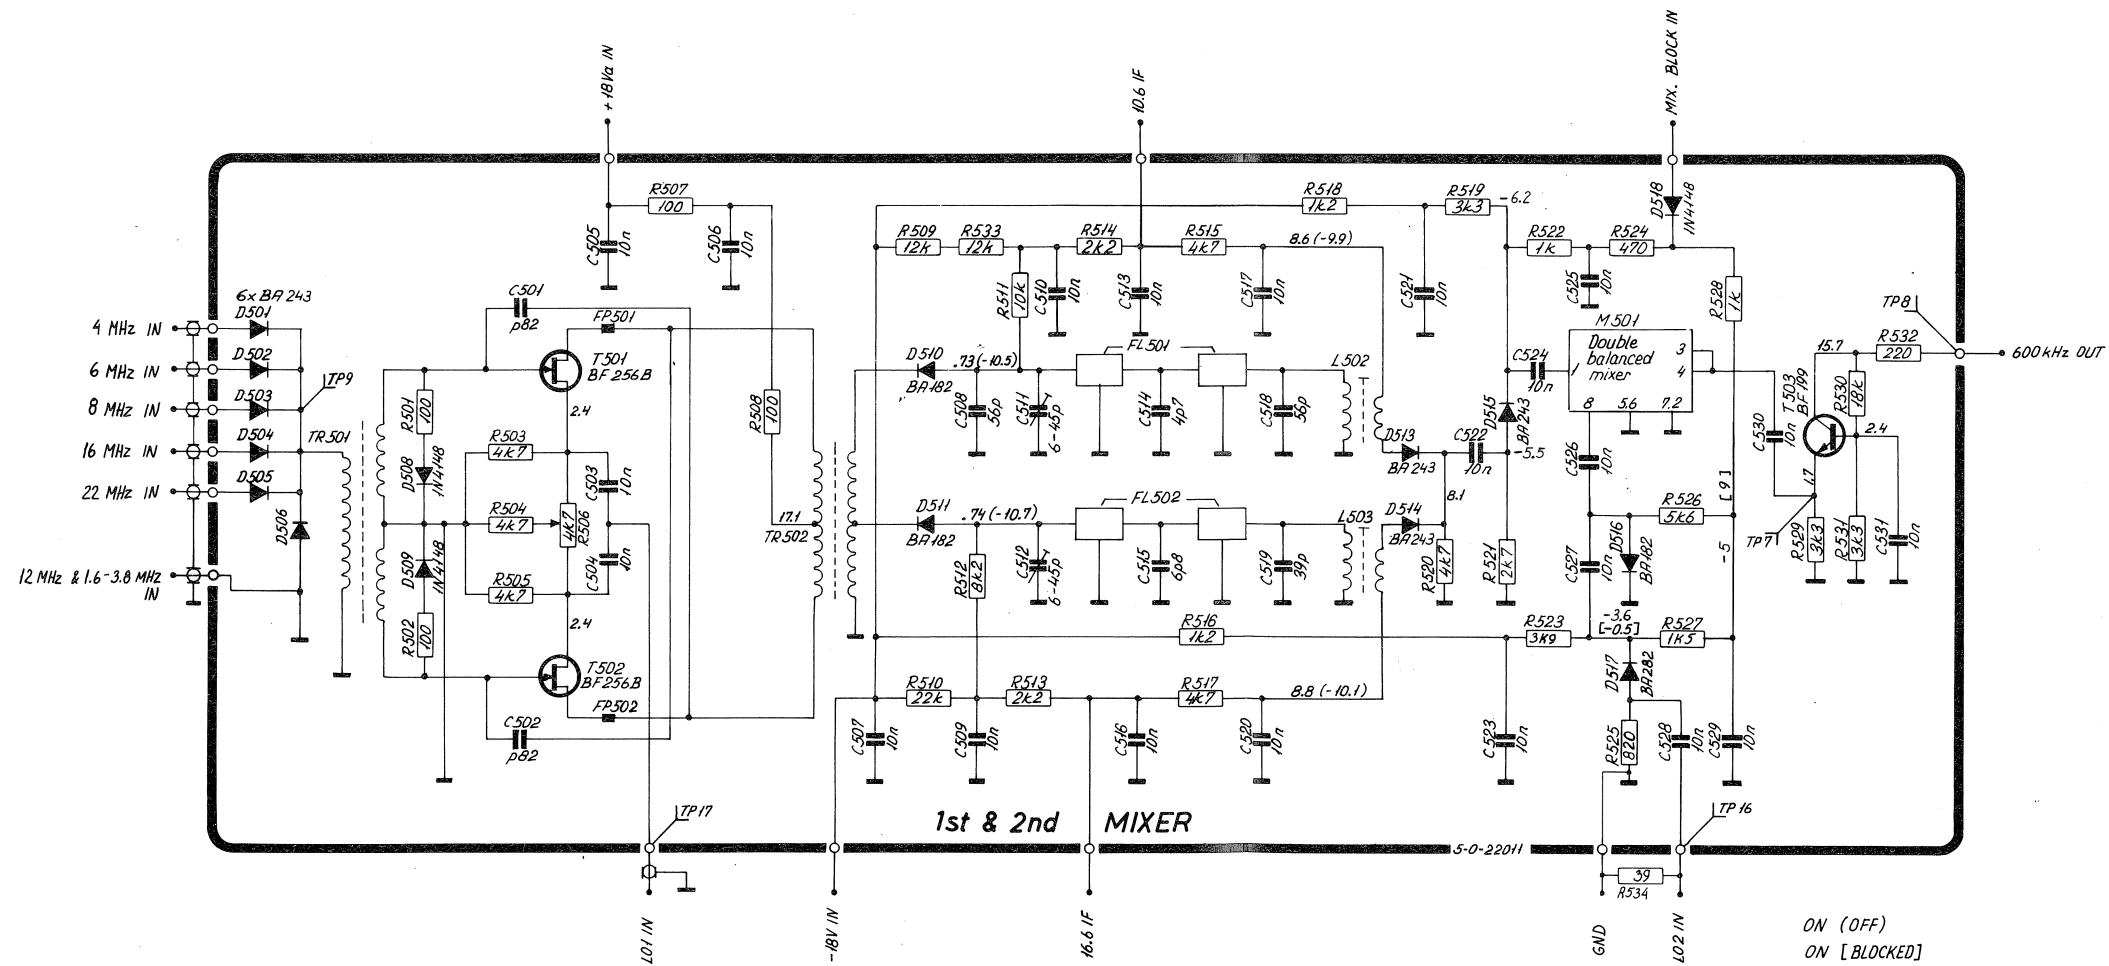 +18Va IN
10.6 IF
MIX. BLOCK IN
R507
100
C505
10n
C506
10n
R518
1k2
R519
3k3
-6.2
D518
1N4148
R509
12k
R533
12k
R514
2k2
R515
4k7
8.6 (-9.9)
R522
1k
R524
470
R511
10k
C510
10n
C513
10n
C517
10n
C521
10n
C525
10n
R528
1k
6x BA 243
D501
D502
D503
D504
D505
D506
4 MHz IN
6 MHz IN
8 MHz IN
16 MHz IN
22 MHz IN
12 MHz & 1.6-3.8 MHz
IN
TP9
TR501
C501
p82
FP501
T501
BF 256B
2.4
R501
100
D508
1N4148
R503
4k7
R504
4k7
R505
4k7
R506
4k7
C503
10n
C504
10n
D509
1N4148
R502
100
2.4
T502
BF256B
FP502
C502
p82
R508
100
17.1
TR502
D510
BA182
.73 (-10.5)
C508
56p
C511
6-45p
FL501
C514
4p7
C518
56p
L502
D513
BA243
C522
10n
D515
BA243
-5.5
C524
10n
M501
Double
balanced
mixer
1
3
4
8
5,6
7,2
TP8
R532
220
600 kHz OUT
15.7
T503
BF199
R530
18k
2.4
C530
10n
1.7
TP7
R529
3k3
R531
3k3
C531
10n
D511
BA182
.74 (-10.7)
R512
8k2
C512
6-45p
FL502
C515
6p8
C519
39p
L503
D514
BA243
8.1
R520
4k7
R521
2k7
C526
10n
C527
10n
D516
BA182
R526
5k6
[9]
-5
R516
1k2
R523
3K9
-3.6
[-0.5]
R527
1K5
D517
BA282
R510
22k
R513
2k2
R517
4k7
8.8 (-10.1)
C507
10n
C509
10n
C516
10n
C520
10n
C523
10n
R525
820
C528
10n
C529
10n
1st & 2nd MIXER
TP17
TP16
5-0-22011
39
R534
LO1 IN
-18V IN
16.6 IF
GND
LO2 IN
ON (OFF)
ON [BLOCKED]